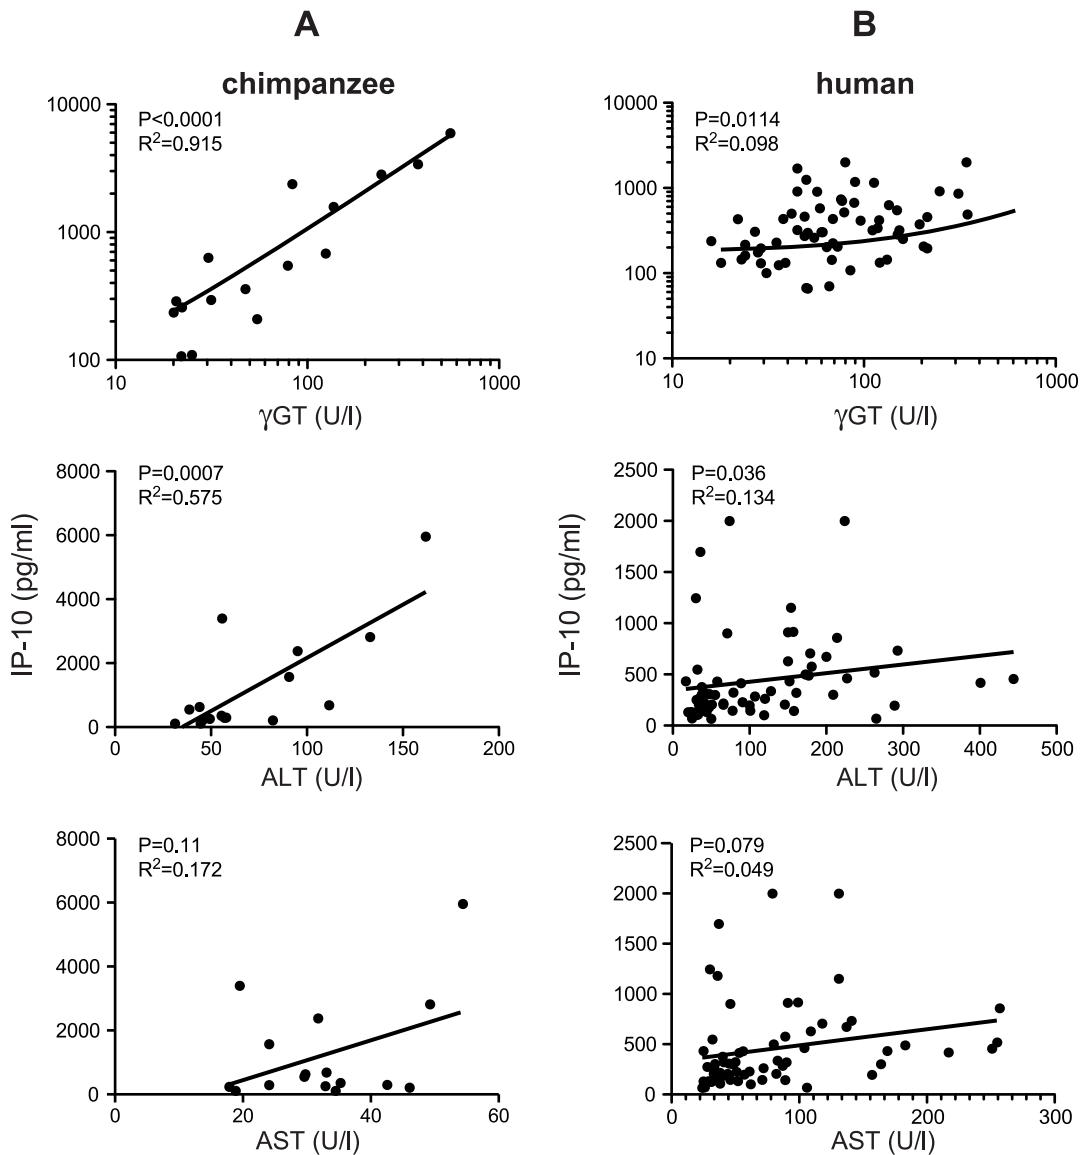 A
B
chimpanzee
human
P<0.0001
R²=0.915
10000
1000
100
10
100
1000
γGT (U/l)
P=0.0114
R²=0.098
10000
1000
100
10
10
100
1000
γGT (U/l)
IP-10 (pg/ml)
P=0.0007
R²=0.575
8000
6000
4000
2000
0
0
50
100
150
200
ALT (U/l)
IP-10 (pg/ml)
P=0.036
R²=0.134
2500
2000
1500
1000
500
0
0
100
200
300
400
500
ALT (U/l)
P=0.11
R²=0.172
8000
6000
4000
2000
0
0
20
40
60
AST (U/l)
P=0.079
R²=0.049
2500
2000
1500
1000
500
0
0
100
200
300
AST (U/l)